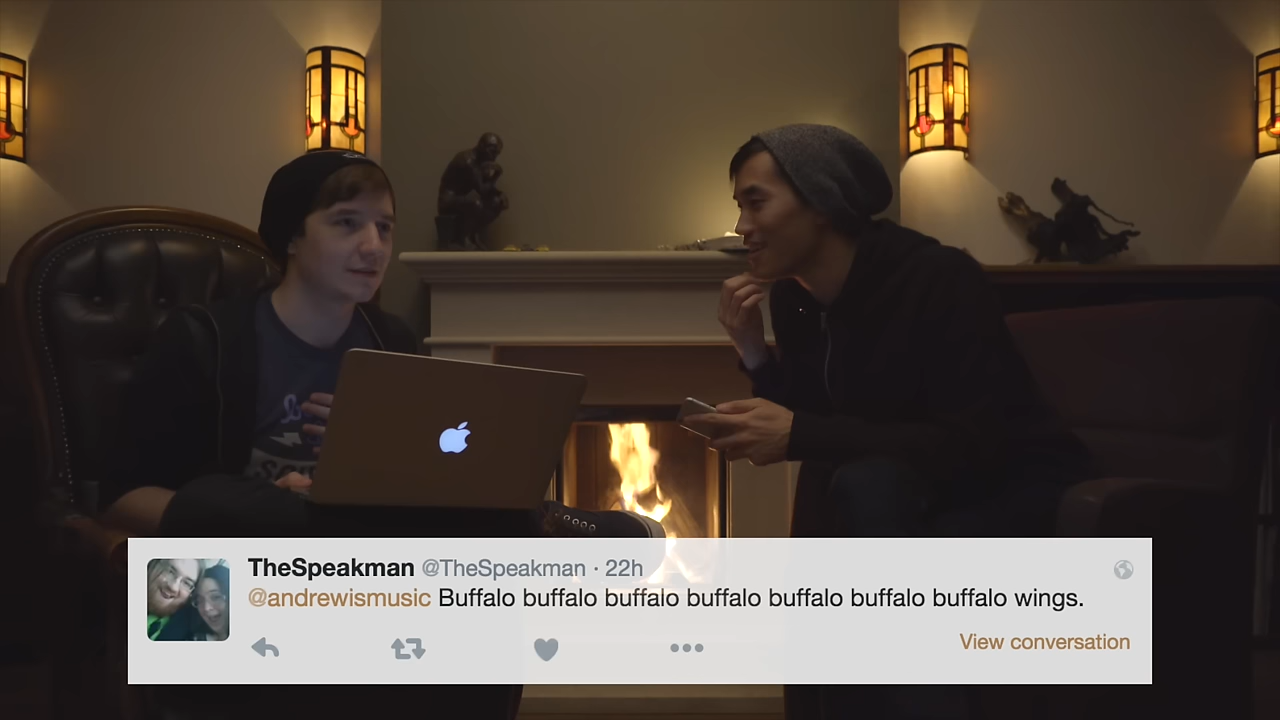 TheSpeakman @TheSpeakman · 22h
@andrewismusic Buffalo buffalo buffalo buffalo buffalo buffalo buffalo wings.
View conversation